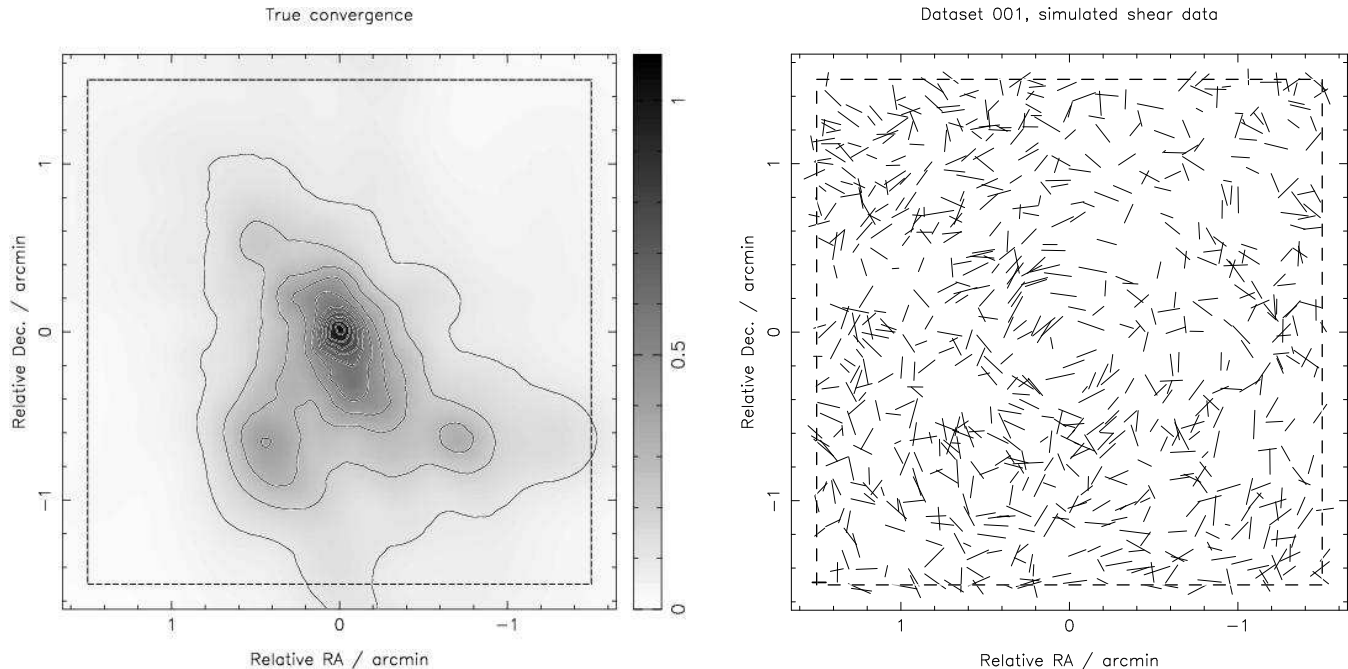 True convergence
Relative Dec. / arcmin
1
0
−1
1
0
−1
Relative RA / arcmin
1
0.5
0
Dataset 001, simulated shear data
Relative Dec. / arcmin
1
0
−1
1
0
−1
Relative RA / arcmin